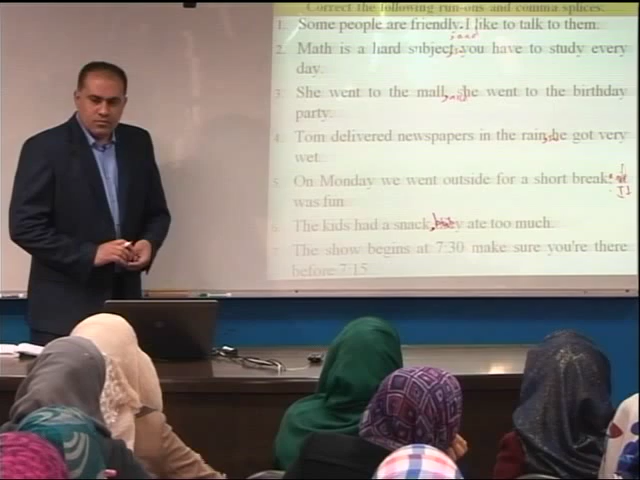 Correct the following run-ons and comma splices:
1. Some people are friendly. I like to talk to them.
2. Math is a hard subject, you have to study every
day.
3. She went to the mall, she went to the birthday
party.
4. Tom delivered newspapers in the rain he got very
wet.
5. On Monday we went outside for a short break
was fun
6. The kids had a snack, ate too much.
7. The show begins at 7:30 make sure you're there
before 7:15